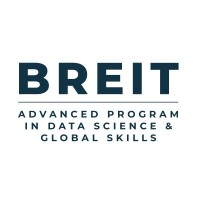 BREIT
ADVANCED PROGRAM
IN DATA SCIENCE &
GLOBAL SKILLS